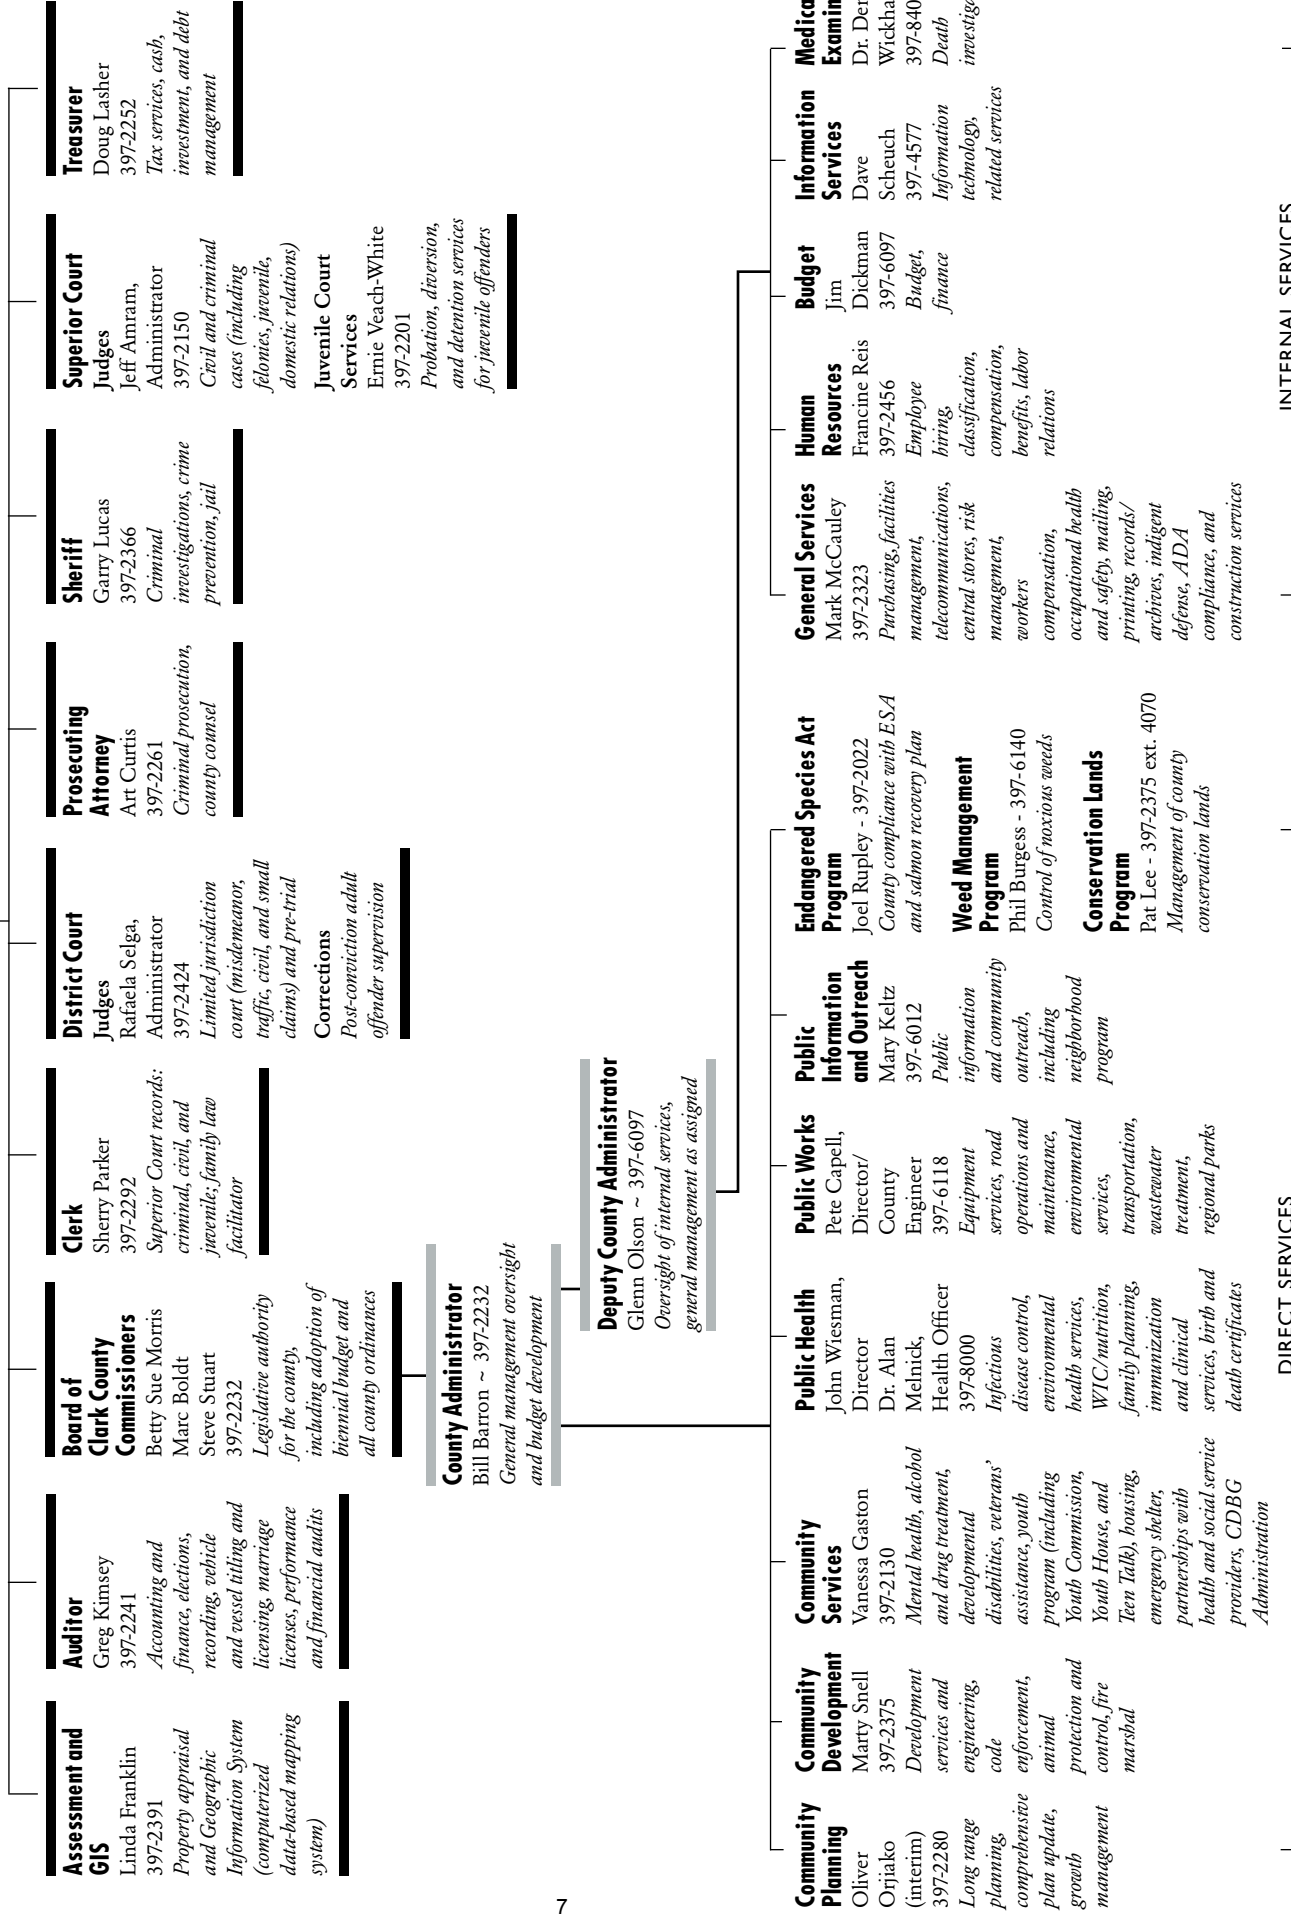 Assessment and
GIS
Linda Franklin
397-2391
Property appraisal
and Geographic
Information System
(computerized
data-based mapping
system)
Auditor
Greg Kimsey
397-2241
Accounting and
finance, elections,
recording, vehicle
and vessel titling and
licensing, marriage
licenses, performance
and financial audits
Board of
Clark County
Commissioners
Betty Sue Morris
Marc Boldt
Steve Stuart
397-2232
Legislative authority
for the county,
including adoption of
biennial budget and
all county ordinances
Clerk
Sherry Parker
397-2292
Superior Court records:
criminal, civil, and
juvenile; family law
facilitator
District Court
Judges
Rafaela Selga,
Administrator
397-2424
Limited jurisdiction
court (misdemeanor,
traffic, civil, and small
claims) and pre-trial
Corrections
Post-conviction adult
offender supervision
Prosecuting
Attorney
Art Curtis
397-2261
Criminal prosecution,
county counsel
Sheriff
Garry Lucas
397-2366
Criminal
investigations, crime
prevention, jail
Superior Court
Judges
Jeff Amram,
Administrator
397-2150
Civil and criminal
cases (including
felonies, juvenile,
domestic relations)
Juvenile Court
Services
Ernie Veach-White
397-2201
Probation, diversion,
and detention services
for juvenile offenders
Treasurer
Doug Lasher
397-2252
Tax services, cash,
investment, and debt
management
County Administrator
Bill Barron ~ 397-2232
General management oversight
and budget development
Deputy County Administrator
Glenn Olson ~ 397-6097
Oversight of internal services,
general management as assigned
Community
Planning
Oliver
Orjiako
(interim)
397-2280
Long range
planning,
comprehensive
plan update,
growth
management
Community
Development
Marty Snell
397-2375
Development
services and
engineering,
code
enforcement,
animal
protection and
control, fire
marshal
Community
Services
Vanessa Gaston
397-2130
Mental health, alcohol
and drug treatment,
developmental
disabilities, veterans'
assistance, youth
program (including
Youth Commission,
Youth House, and
Teen Talk), housing,
emergency shelter,
partnerships with
health and social service
providers, CDBG
Administration
Public Health
John Wiesman,
Director
Dr. Alan
Melnick,
Health Officer
397-8000
Infectious
disease control,
environmental
health services,
WIC/nutrition,
family planning,
immunization
and clinical
services, birth and
death certificates
Public Works
Pete Capell,
Director/
County
Engineer
397-6118
Equipment
services, road
operations and
maintenance,
environmental
services,
transportation,
wastewater
treatment,
regional parks
Public
Information
and Outreach
Mary Keltz
397-6012
Public
information
and community
outreach,
including
neighborhood
program
Endangered Species Act
Program
Joel Rupley - 397-2022
County compliance with ESA
and salmon recovery plan
Weed Management
Program
Phil Burgess - 397-6140
Control of noxious weeds
Conservation Lands
Program
Pat Lee - 397-2375 ext. 4070
Management of county
conservation lands
General Services
Mark McCauley
397-2323
Purchasing, facilities
management,
telecommunications,
central stores, risk
management,
workers
compensation,
occupational health
and safety, mailing,
printing, records/
archives, indigent
defense, ADA
compliance, and
construction services
Human
Resources
Francine Reis
397-2456
Employee
hiring,
classification,
compensation,
benefits, labor
relations
Budget
Jim
Dickman
397-6097
Budget,
finance
Information
Services
Dave
Scheuch
397-4577
Information
technology,
related services
Medica
Examin
Dr. Der
Wickha
397-840
Death
investiga
DIRECT SERVICES
INTERNAL SERVICES
7